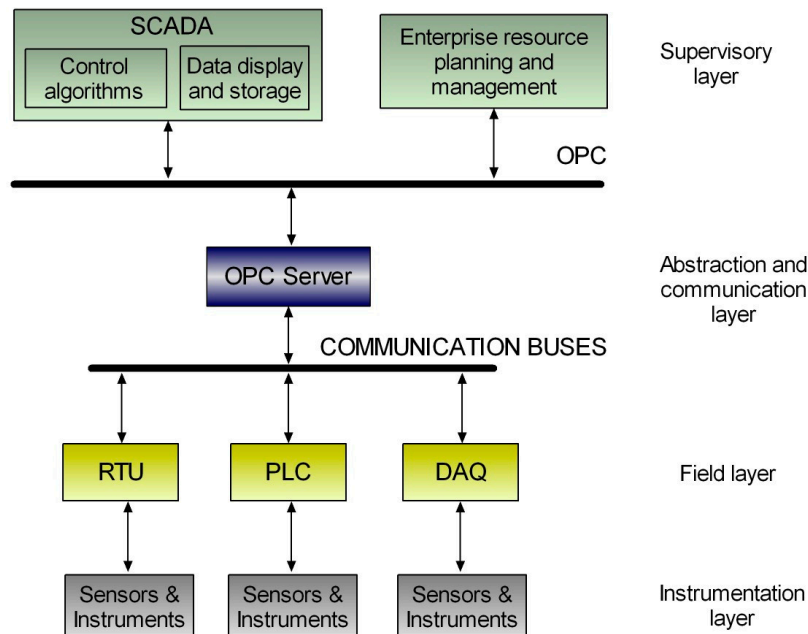 SCADA
Control
algorithms
Data display
and storage
Enterprise resource
planning and
management
Supervisory
layer
OPC
OPC Server
Abstraction and
communication
layer
COMMUNICATION BUSES
RTU
PLC
DAQ
Field layer
Sensors &
Instruments
Sensors &
Instruments
Sensors &
Instruments
Instrumentation
layer